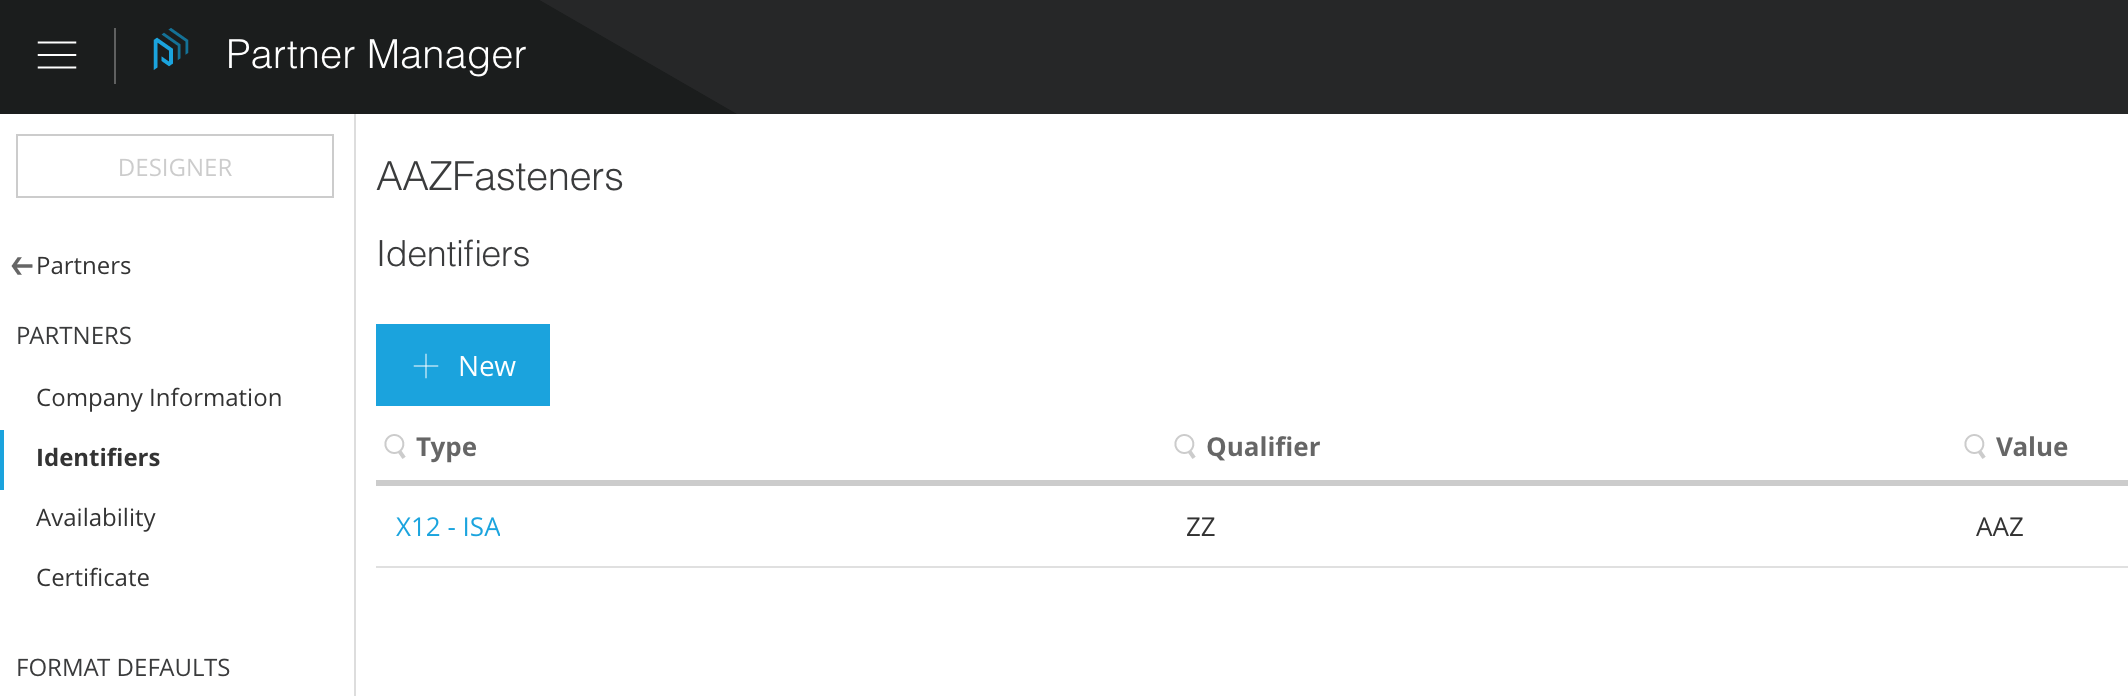 Partner Manager
DESIGNER
Partners
PARTNERS
Company Information
Identifiers
Availability
Certificate
FORMAT DEFAULTS
AAZFasteners
Identifiers
New
Type Qualifier Value
X12 - ISA ZZ AAZ